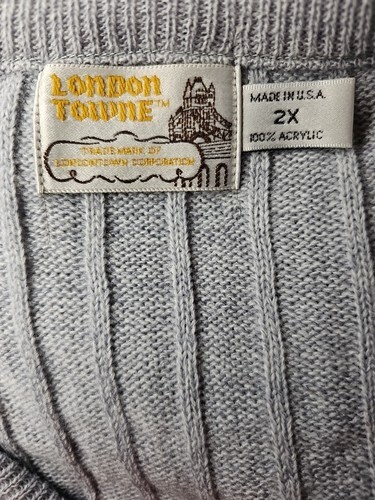 LONDON
TOWNE™
TRADEMARK OF
LONDONTOWN CORPORATION
MADE IN U.S.A.
2X
100% ACRYLIC